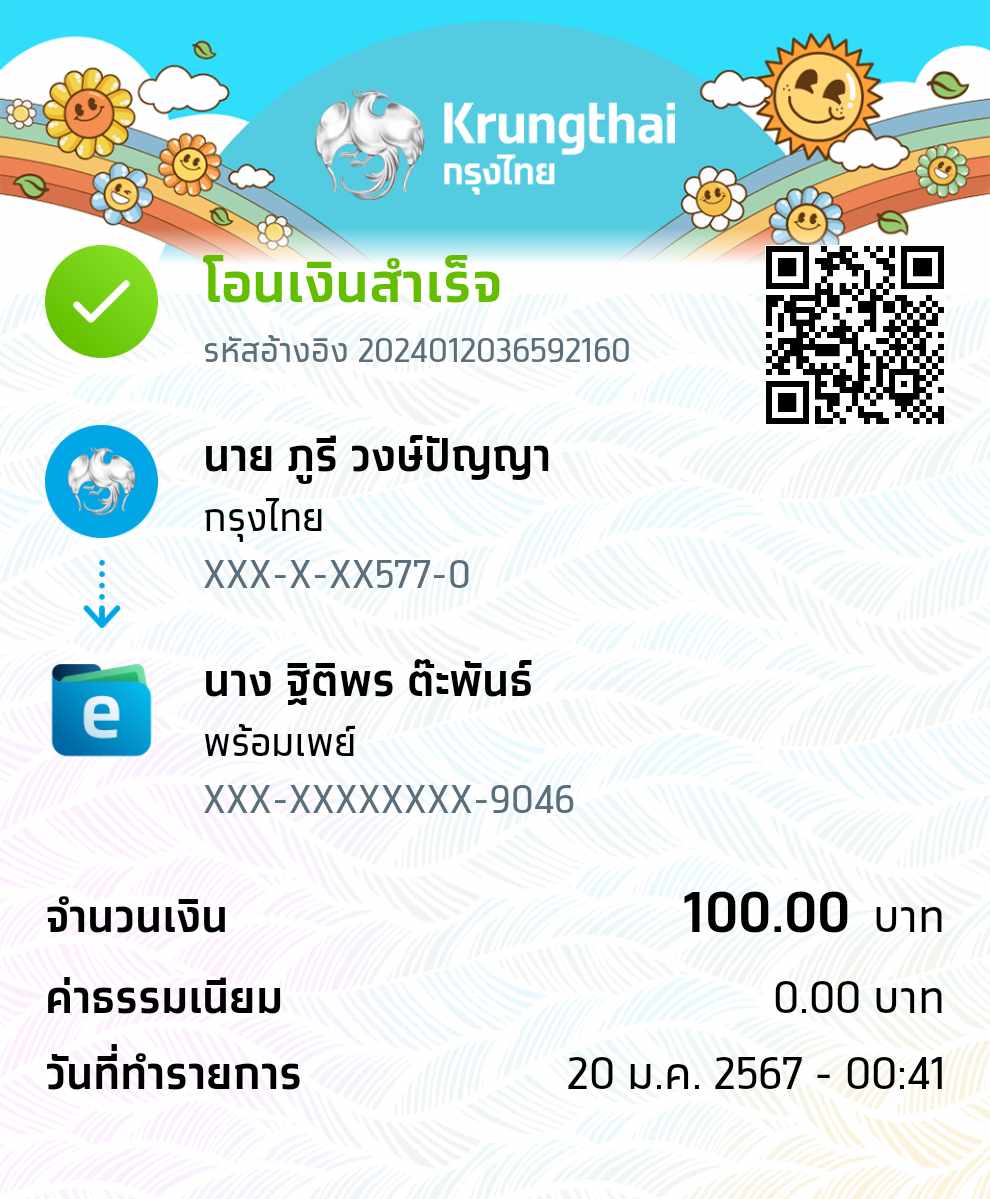 Krungthai
กรุงไทย
โอนเงินสำเร็จ
รหัสอ้างอิง 2024012036592160
นาย ภูรี วงษ์ปัญญา
กรุงไทย
XXX-X-XX577-0
e
นาง ฐิติพร ต๊ะพันธ์
พร้อมเพย์
XXX-XXXXXXXX-9046
จำนวนเงิน 100.00 บาท
ค่าธรรมเนียม 0.00 บาท
วันที่ทำรายการ 20 ม.ค. 2567 - 00:41